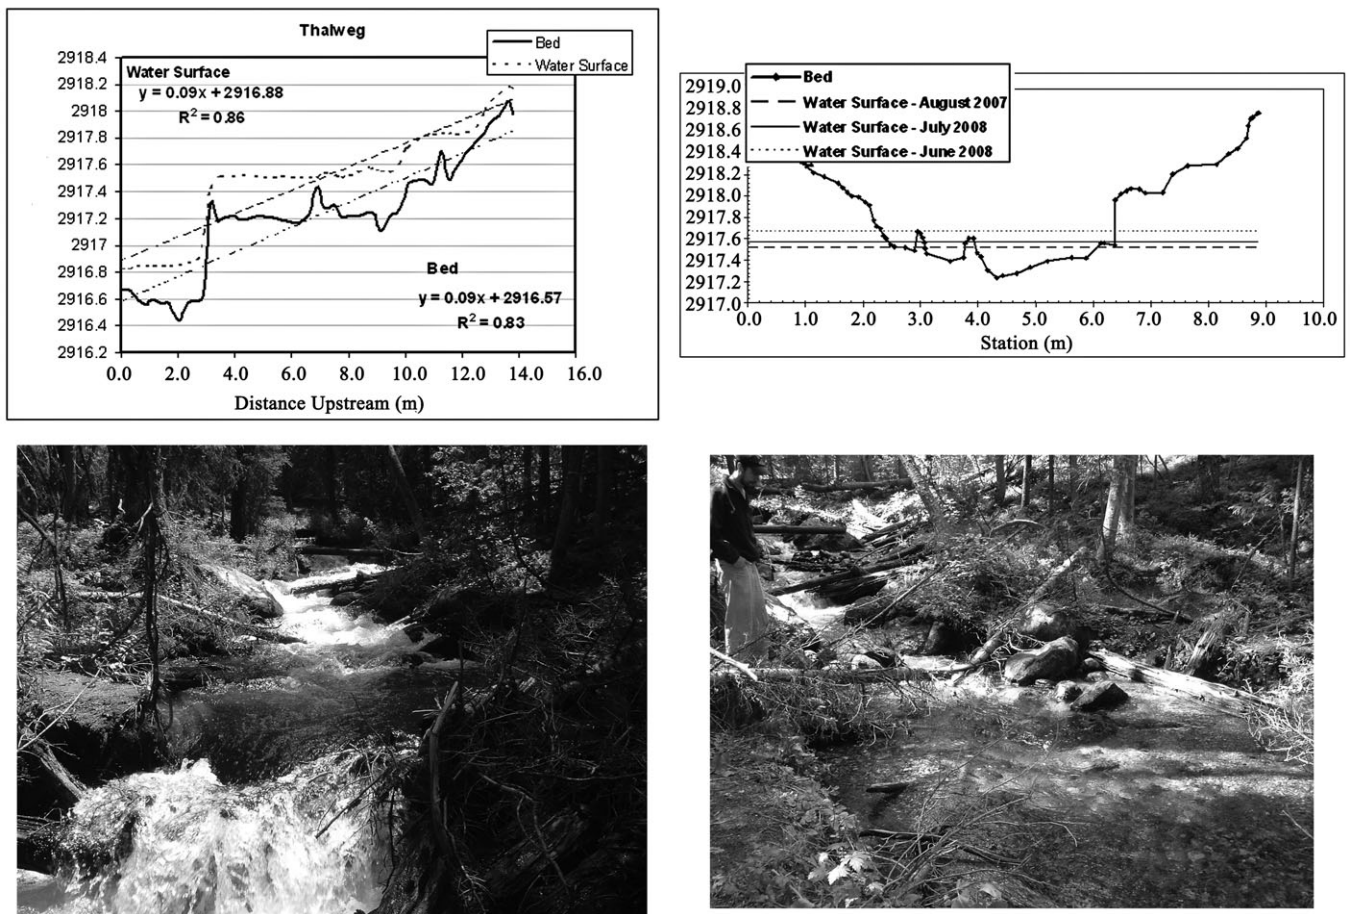 Thalweg
Bed
Water Surface
2918.4
2918.2
2918
2917.8
2917.6
2917.4
2917.2
2917
2916.8
2916.6
2916.4
2916.2
Water Surface
y = 0.09x + 2916.88
R² = 0.86
Bed
y = 0.09x + 2916.57
R² = 0.83
0.0 2.0 4.0 6.0 8.0 10.0 12.0 14.0 16.0
Distance Upstream (m)
Bed
Water Surface - August 2007
Water Surface - July 2008
Water Surface - June 2008
2919.0
2918.8
2918.6
2918.4
2918.2
2918.0
2917.8
2917.6
2917.4
2917.2
2917.0
0.0 1.0 2.0 3.0 4.0 5.0 6.0 7.0 8.0 9.0 10.0
Station (m)